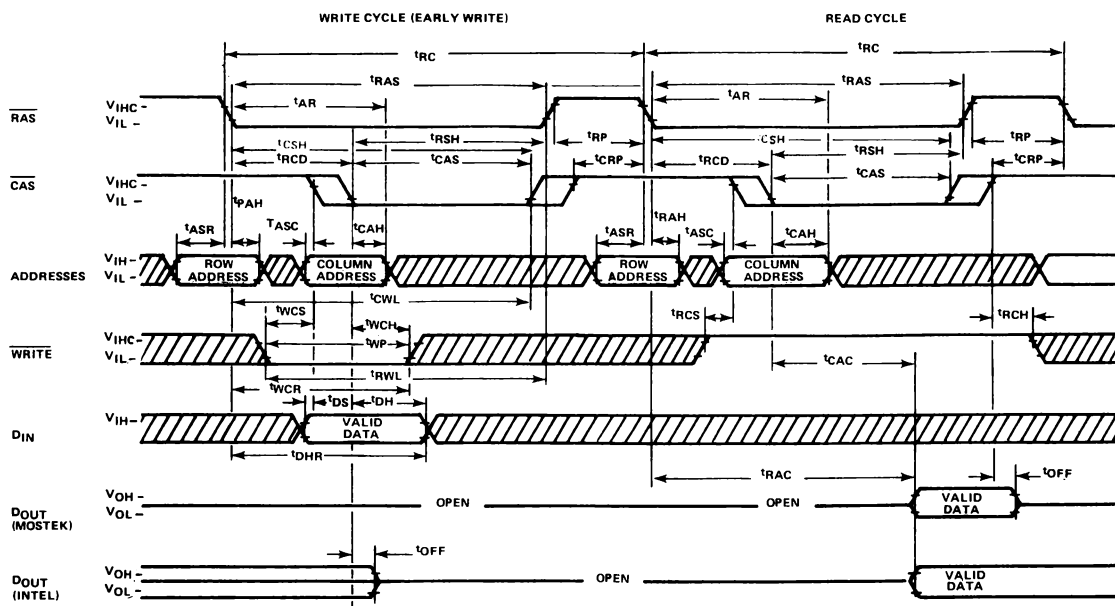 WRITE CYCLE (EARLY WRITE) READ CYCLE
tRC tRC
tRAS tRAS
tAR tAR
RAS VIHC VIL
tCSH tRSH tRP tCSH tRSH tRP
tRCD tCAS tCRP tRCD tCAS tCRP
CAS VIHC VIL
tASR tPAH TASC tCAH tASR tRAH tASC tCAH
ADDRESSES VIH VIL
ROW ADDRESS COLUMN ADDRESS ROW ADDRESS COLUMN ADDRESS
tCWL
tWCS tWCH tRCS tRCH
WRITE VIHC VIL
tWP
tRWL tCAC
tWCR
tDS tDH
DIN VIH
VALID DATA
tDHR
tRAC tOFF
DOUT (MOSTEK) VOH VOL
OPEN OPEN VALID DATA
tOFF
DOUT (INTEL) VOH VOL
OPEN VALID DATA